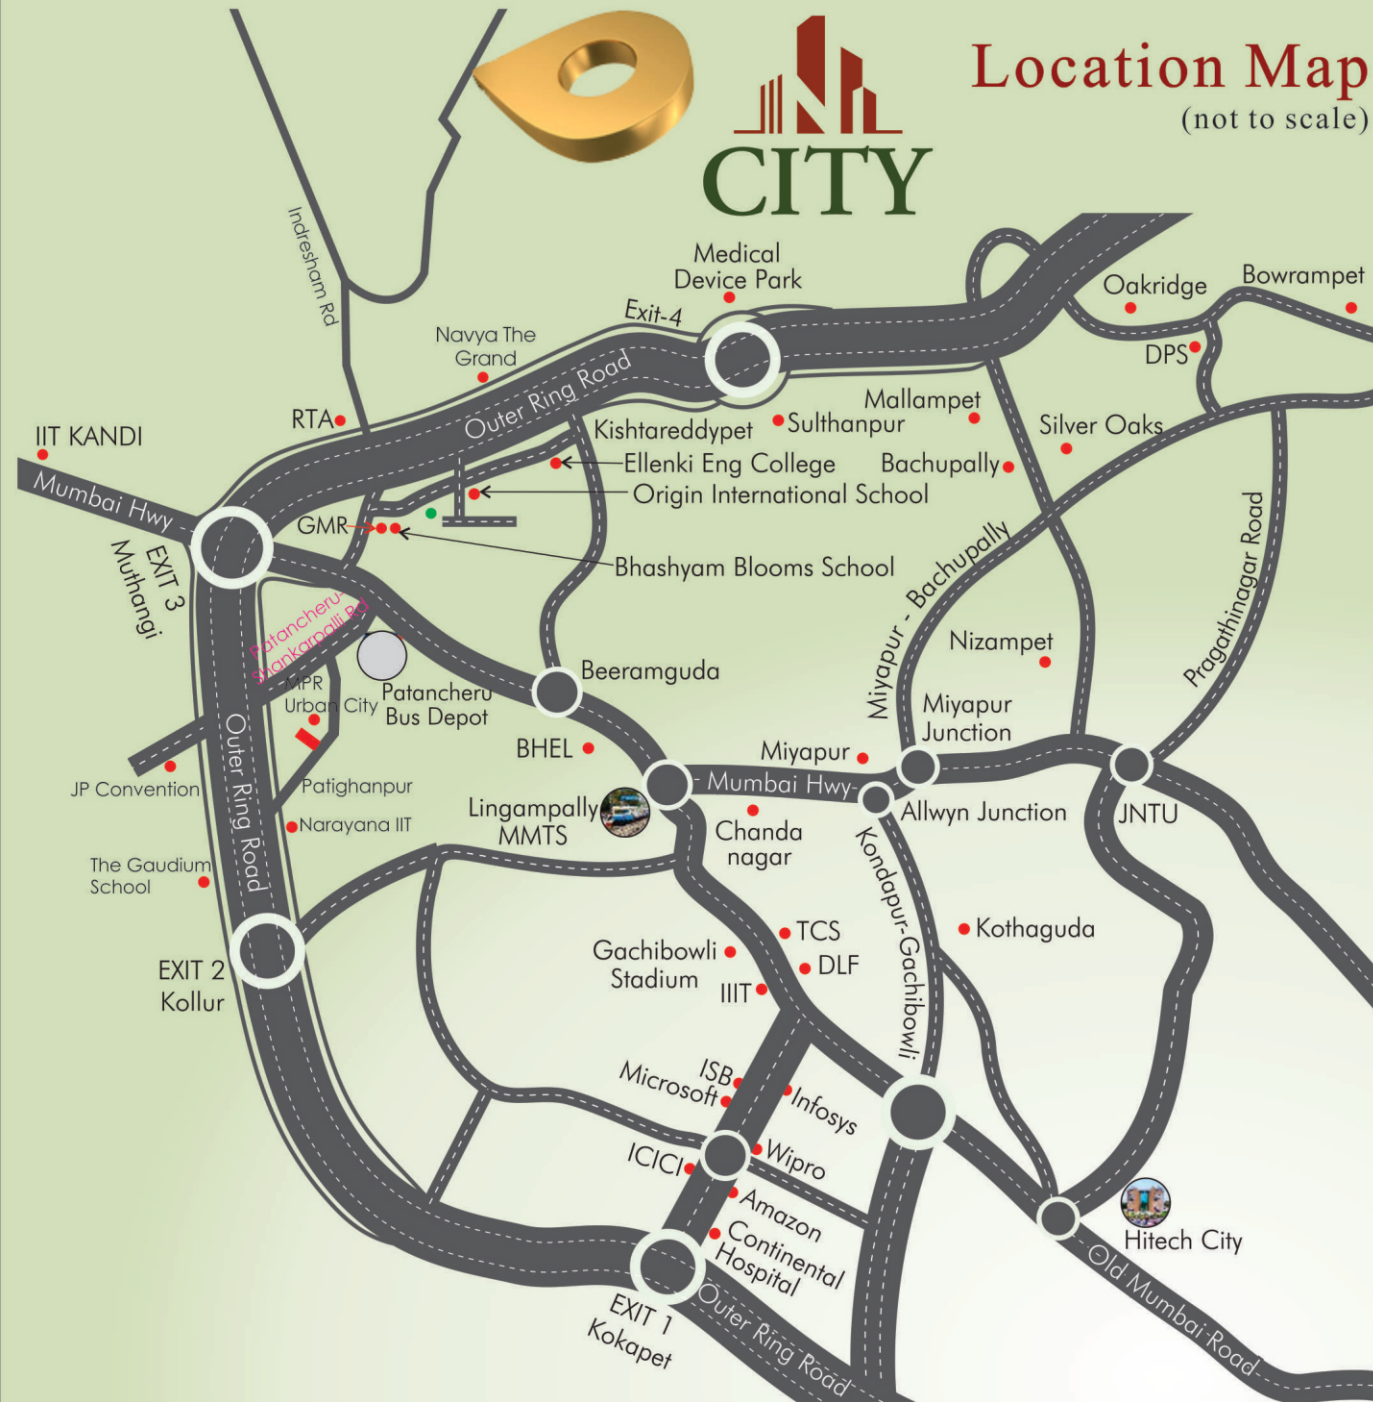 Location Map
(not to scale)
CITY
Indresham Rd
Medical
Device Park
Exit-4
Oakridge
Bowrampet
DPS
Navya The
Grand
Outer Ring Road
RTA
Mallampet
Sulthanpur
Silver Oaks
Kishtareddypet
IIT KANDI
Ellenki Eng College
Bachupally
Origin International School
Mumbai Hwy
GMR
Bhashyam Blooms School
EXIT 3
Muthangi
Miyapur - Bachupally
Pragathinagar Road
Patancheru-
Shankarpalli Rd
Nizampet
Beeramguda
MPR
Urban City
Patancheru
Bus Depot
Miyapur
Junction
BHEL
Miyapur
Outer Ring Road
Mumbai Hwy
JP Convention
Patighanpur
Lingampally
MMTS
Allwyn Junction
JNTU
Narayana IIT
Chanda
nagar
The Gaudium
School
Kondapur-Gachibowli
TCS
Kothaguda
Gachibowli
Stadium
DLF
IIIT
EXIT 2
Kollur
ISB
Microsoft
Infosys
ICICI
Wipro
Amazon
Continental
Hospital
Hitech City
EXIT 1
Kokapet
Outer Ring Road
Old Mumbai Road